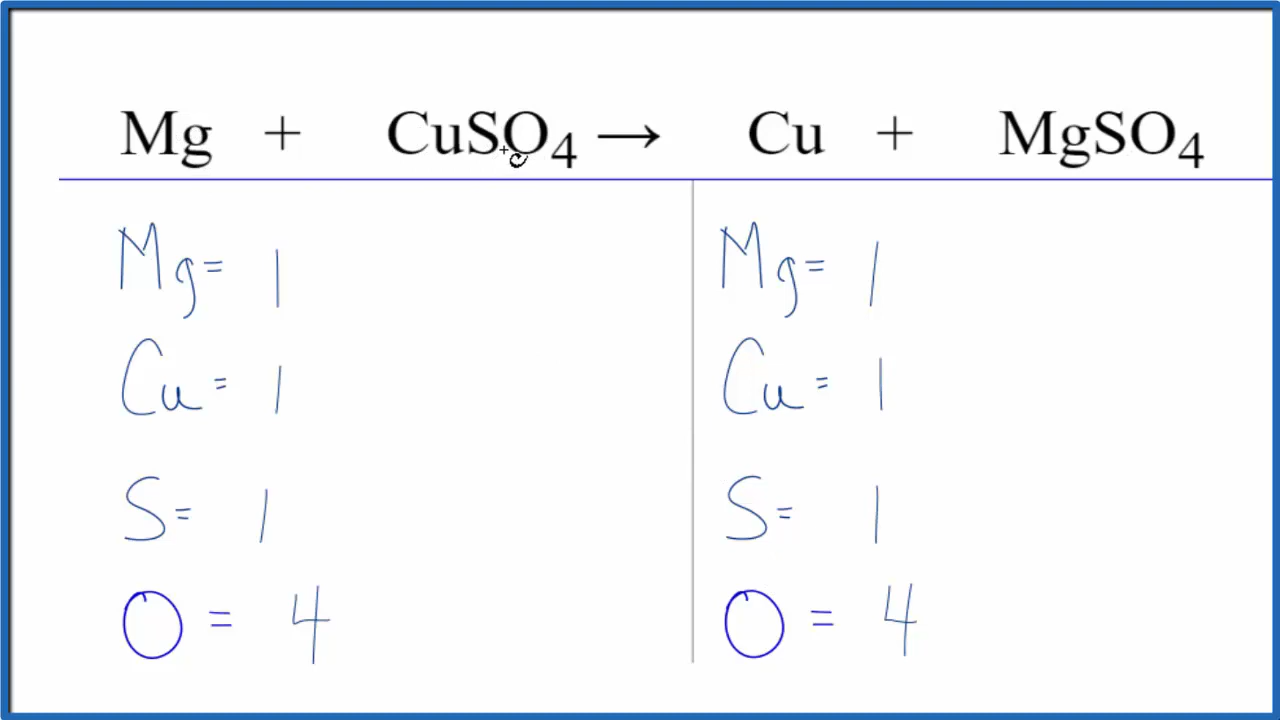 Mg + CuSO₄ → Cu + MgSO₄
Mg = 1 Mg = 1
Cu = 1 Cu = 1
S = 1 S = 1
O = 4 O = 4